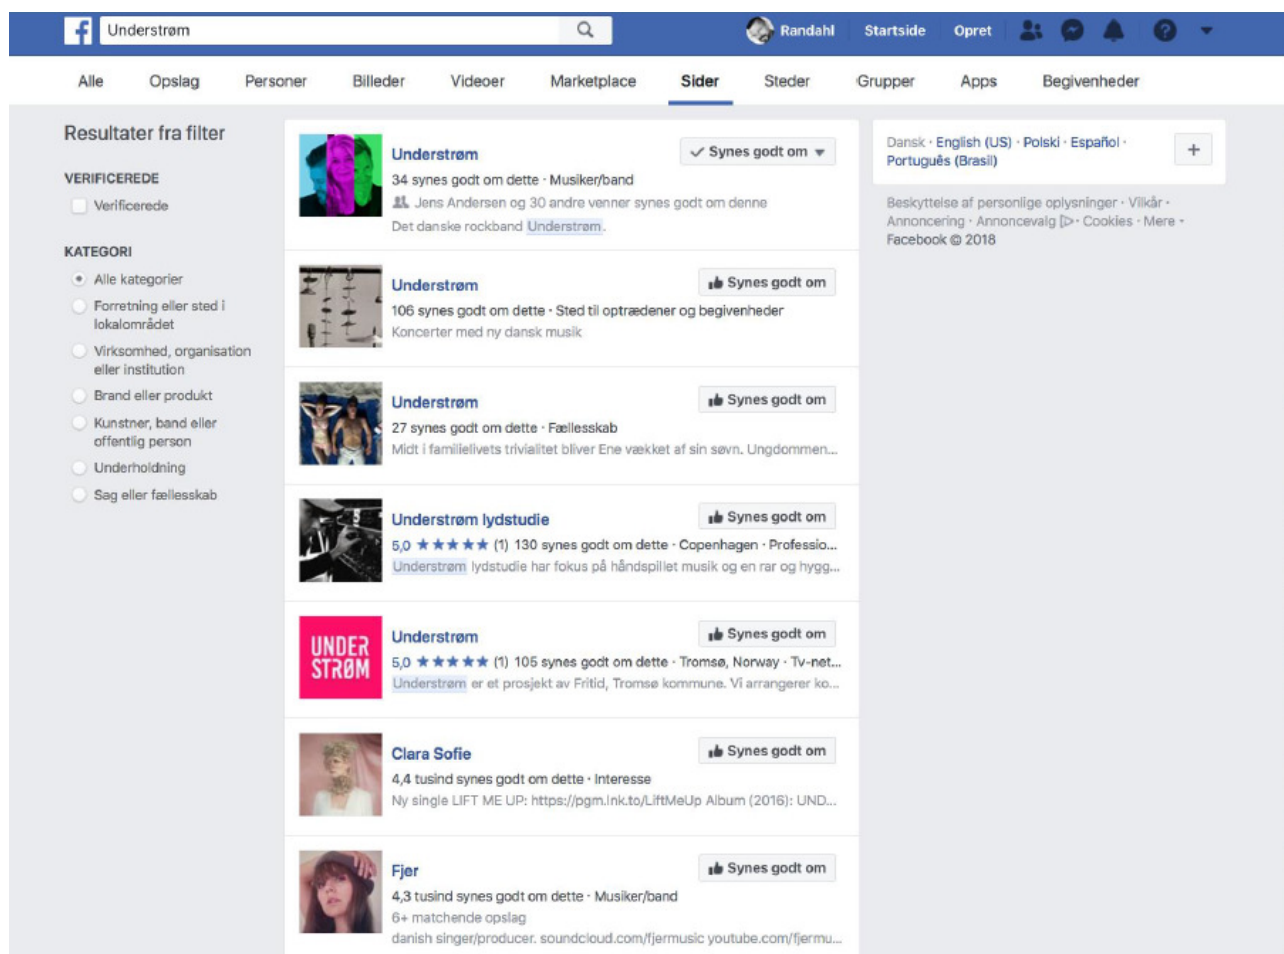 Understrøm
Randahl
Startside
Opret
Alle
Opslag
Personer
Billeder
Videoer
Marketplace
Sider
Steder
Grupper
Apps
Begivenheder
Resultater fra filter
VERIFICEREDE
Verificerede
KATEGORI
Alle kategorier
Forretning eller sted i
lokalområdet
Virksomhed, organisation
eller institution
Brand eller produkt
Kunstner, band eller
offentlig person
Underholdning
Sag eller fællesskab
Understrøm
Synes godt om
34 synes godt om dette · Musiker/band
Jens Andersen og 30 andre venner synes godt om denne
Det danske rockband Understrøm.
Understrøm
Synes godt om
106 synes godt om dette · Sted til optrædener og begivenheder
Koncerter med ny dansk musik
Understrøm
Synes godt om
27 synes godt om dette · Fællesskab
Midt i familielivets trivialitet bliver Ene vækket af sin søvn. Ungdommen...
Understrøm lydstudie
Synes godt om
5,0 ★★★★★ (1) 130 synes godt om dette · Copenhagen · Professio...
Understrøm lydstudie har fokus på håndspillet musik og en rar og hygg...
UNDER
STRØM
Understrøm
Synes godt om
5,0 ★★★★★ (1) 105 synes godt om dette · Tromsø, Norway · Tv-net...
Understrøm er et prosjekt av Fritid, Tromsø kommune. Vi arrangerer ko...
Clara Sofie
Synes godt om
4,4 tusind synes godt om dette · Interesse
Ny single LIFT ME UP: https://pgm.lnk.to/LiftMeUp Album (2016): UND...
Fjer
Synes godt om
4,3 tusind synes godt om dette · Musiker/band
6+ matchende opslag
danish singer/producer. soundcloud.com/fjermusic youtube.com/fjermu...
Dansk · English (US) · Polski · Español ·
Português (Brasil)
Beskyttelse af personlige oplysninger · Vilkår ·
Annoncering · Annoncevalg · Cookies · Mere
Facebook © 2018